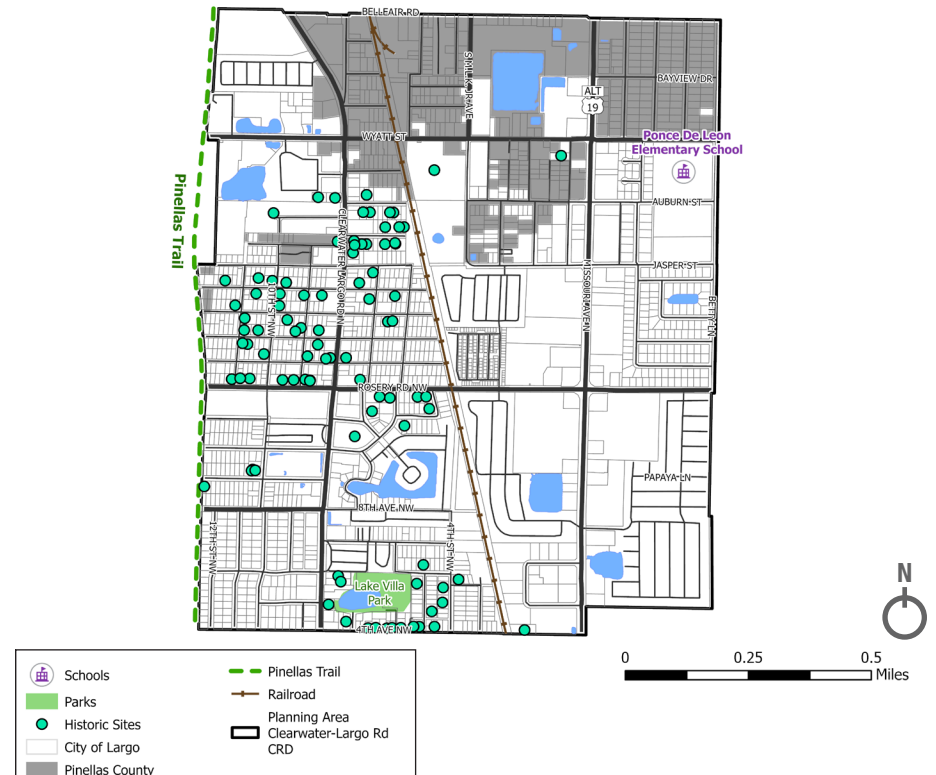 BELLEAIR RD
S MLK JR AVE
BAYVIEW DR
ALT
19
WYATT ST
Ponce De Leon
Elementary School
Pinellas Trail
AUBURN ST
CLEARWATER LARGO RD N
MISSOURI AVE N
JASPER ST
BETTY LN
10TH ST NW
ROSERY RD NW
PAPAYA LN
8TH AVE NW
12TH ST NW
4TH ST NW
Lake Villa
Park
4TH AVE NW
N
0 0.25 0.5
Miles
Schools
Parks
Historic Sites
City of Largo
Pinellas County
Pinellas Trail
Railroad
Planning Area
Clearwater-Largo Rd
CRD